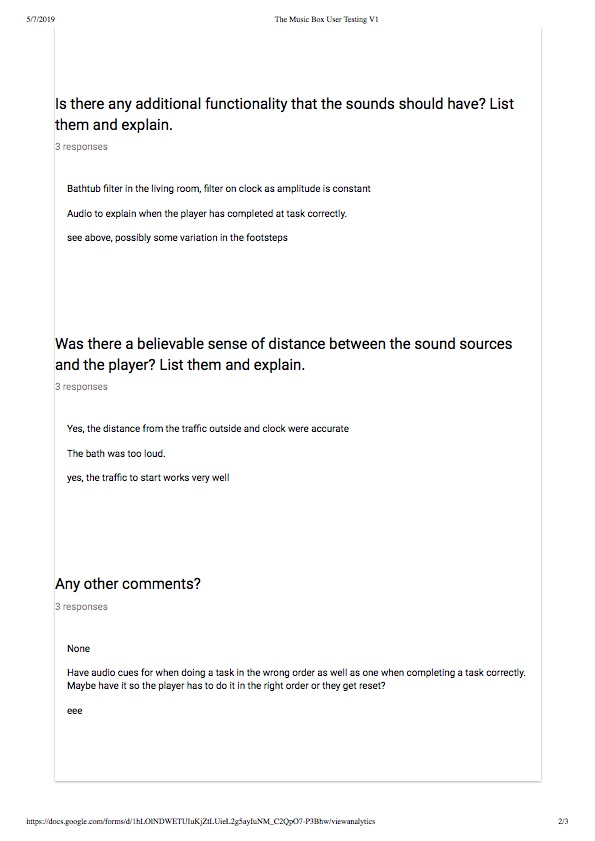 5/7/2019
The Music Box User Testing V1
Is there any additional functionality that the sounds should have? List
them and explain.
3 responses
Bathtub filter in the living room, filter on clock as amplitude is constant
Audio to explain when the player has completed at task correctly.
see above, possibly some variation in the footsteps
Was there a believable sense of distance between the sound sources
and the player? List them and explain.
3 responses
Yes, the distance from the traffic outside and clock were accurate
The bath was too loud.
yes, the traffic to start works very well
Any other comments?
3 responses
None
Have audio cues for when doing a task in the wrong order as well as one when completing a task correctly.
Maybe have it so the player has to do it in the right order or they get reset?
eee
https://docs.google.com/forms/d/1hLOlNDWETUIuKjZtLUieL2g5ayIuNM_C2QpO7-P3Bhw/viewanalytics
2/3